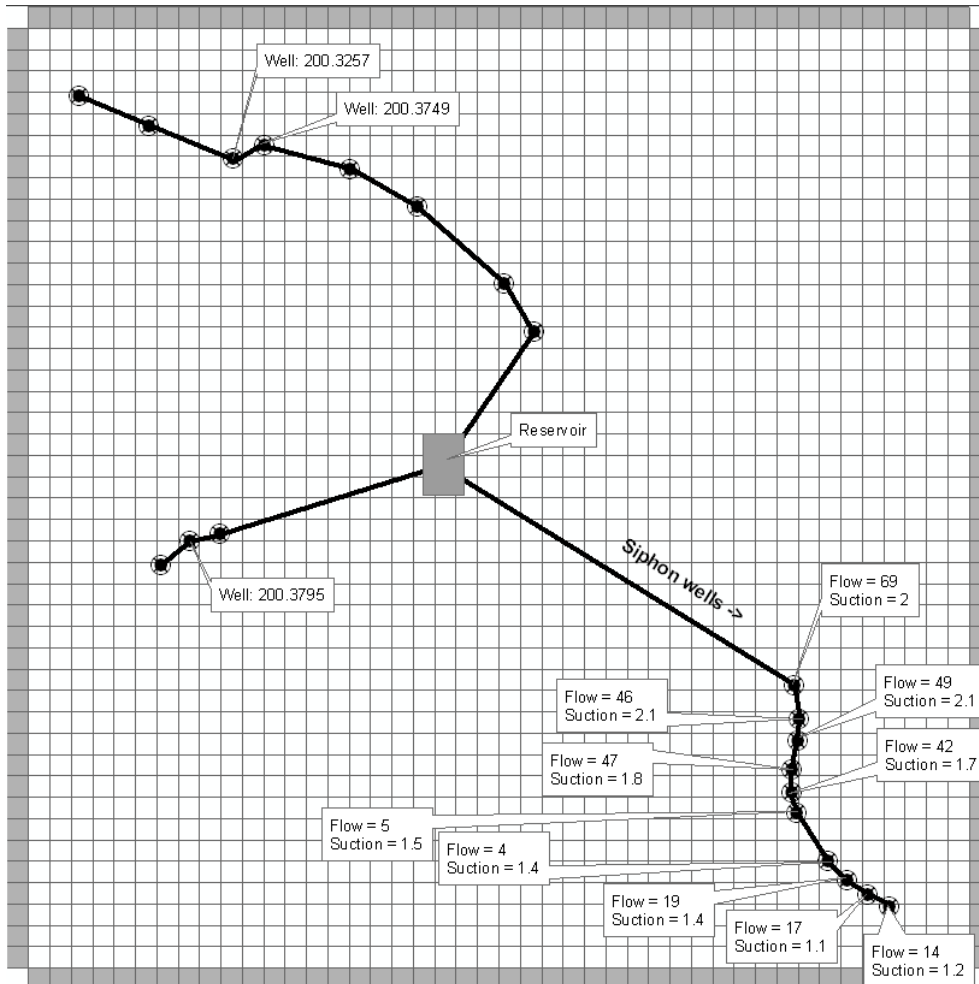 Well: 200.3257
Well: 200.3749
Reservoir
Well: 200.3795
Siphon wells ->
Flow = 69
Suction = 2
Flow = 46
Suction = 2.1
Flow = 49
Suction = 2.1
Flow = 47
Suction = 1.8
Flow = 42
Suction = 1.7
Flow = 5
Suction = 1.5
Flow = 4
Suction = 1.4
Flow = 19
Suction = 1.4
Flow = 17
Suction = 1.1
Flow = 14
Suction = 1.2